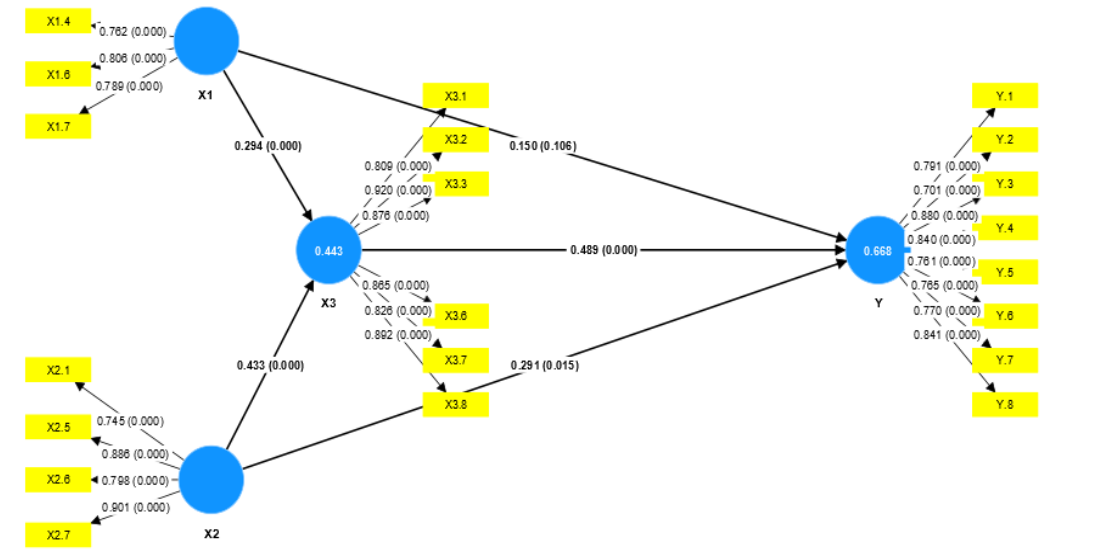 X1.4
0.762 (0.000)
X1.6
0.806 (0.000)
0.789 (0.000)
X1.7
X1
0.294 (0.000)
X3.1
X3.2
X3.3
0.809 (0.000)
0.920 (0.000)
0.876 (0.000)
0.150 (0.106)
0.443
X3
0.489 (0.000)
0.865 (0.000)
0.826 (0.000)
0.892 (0.000)
X3.6
X3.7
X3.8
0.433 (0.000)
0.291 (0.015)
X2.1
0.745 (0.000)
X2.5
0.886 (0.000)
X2.6
0.798 (0.000)
0.901 (0.000)
X2.7
X2
0.668
Y
Y.1
Y.2
Y.3
Y.4
Y.5
Y.6
Y.7
Y.8
0.791 (0.000)
0.701 (0.000)
0.880 (0.000)
0.840 (0.000)
0.761 (0.000)
0.765 (0.000)
0.770 (0.000)
0.841 (0.000)